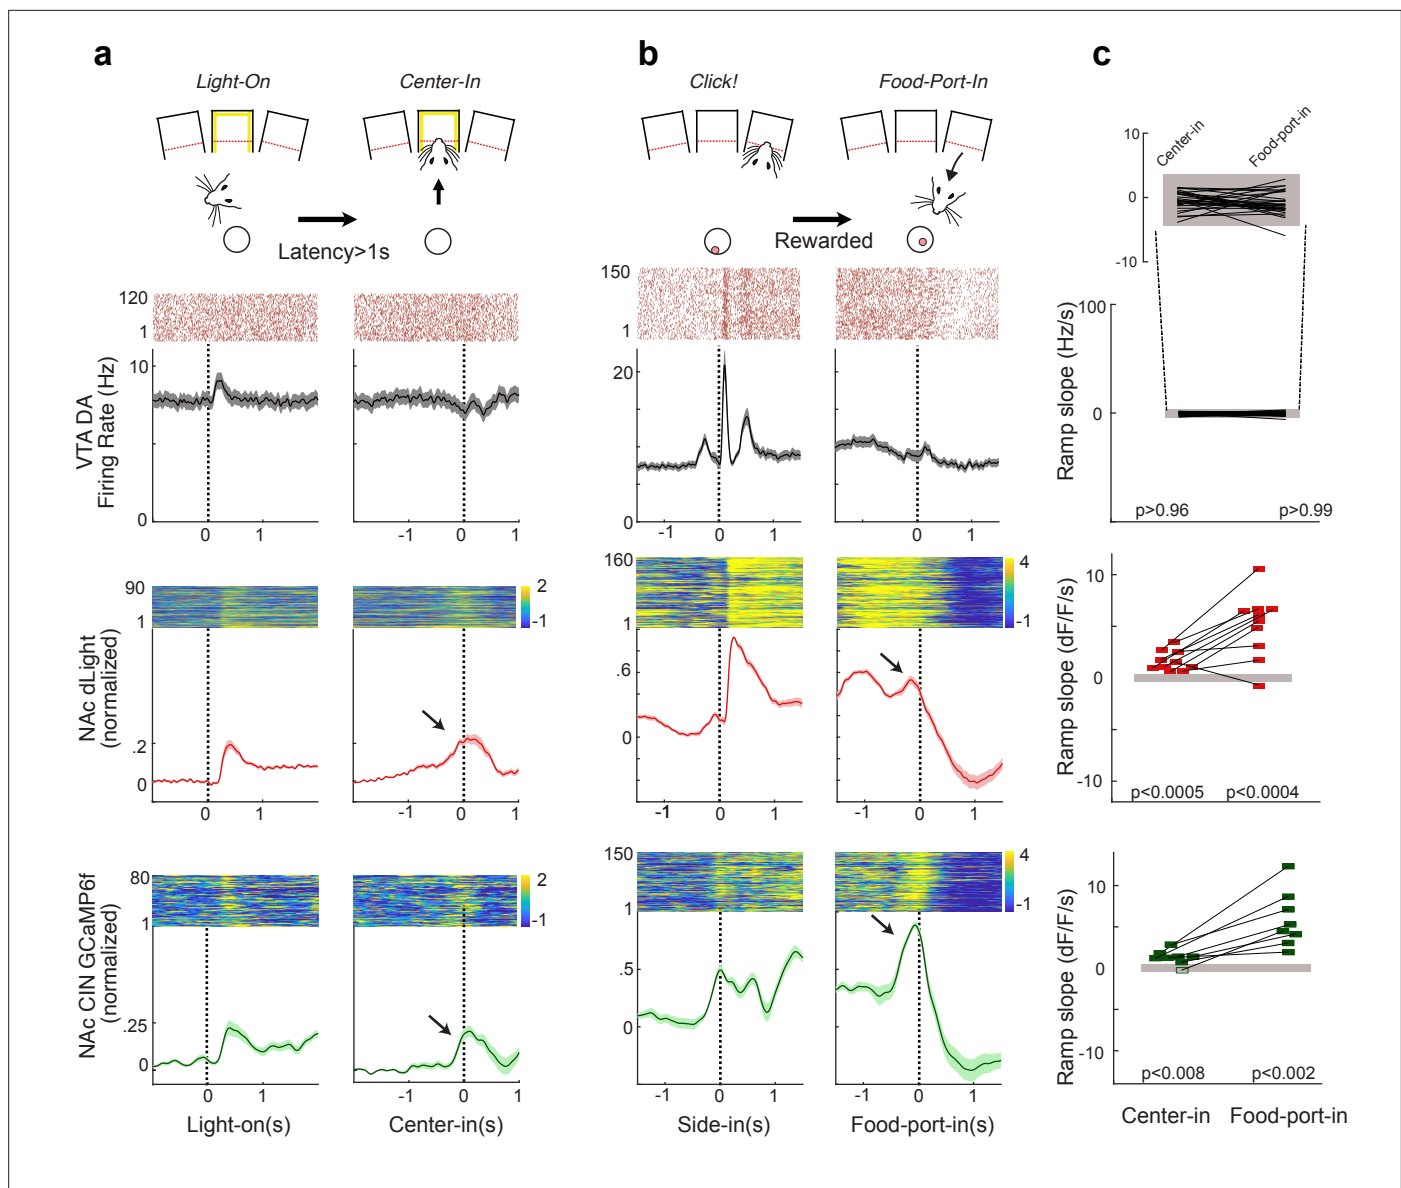 a
b
c
Light-On
Center-In
Click!
Food-Port-In
Latency>1s
Rewarded
10
0
-10
Center-in
Food-port-in
120
1
150
1
VTA DA
Firing Rate (Hz)
10
0
0
1
-1
0
1
20
0
-1
0
1
-1
0
1
Ramp slope (Hz/s)
100
0
p>0.96
p>0.99
NAc dLight
(normalized)
90
1
2
-1
.2
0
0
1
-1
0
1
160
1
4
-1
.6
0
-1
0
1
-1
0
1
Ramp slope (dF/F/s)
10
0
-10
p<0.0005
p<0.0004
NAc CIN GCaMP6f
(normalized)
80
1
2
-1
.25
0
0
1
-1
0
1
150
1
4
-1
.5
0
-1
0
1
-1
0
1
Ramp slope (dF/F/s)
10
0
-10
p<0.008
p<0.002
Light-on(s)
Center-in(s)
Side-in(s)
Food-port-in(s)
Center-in
Food-port-in